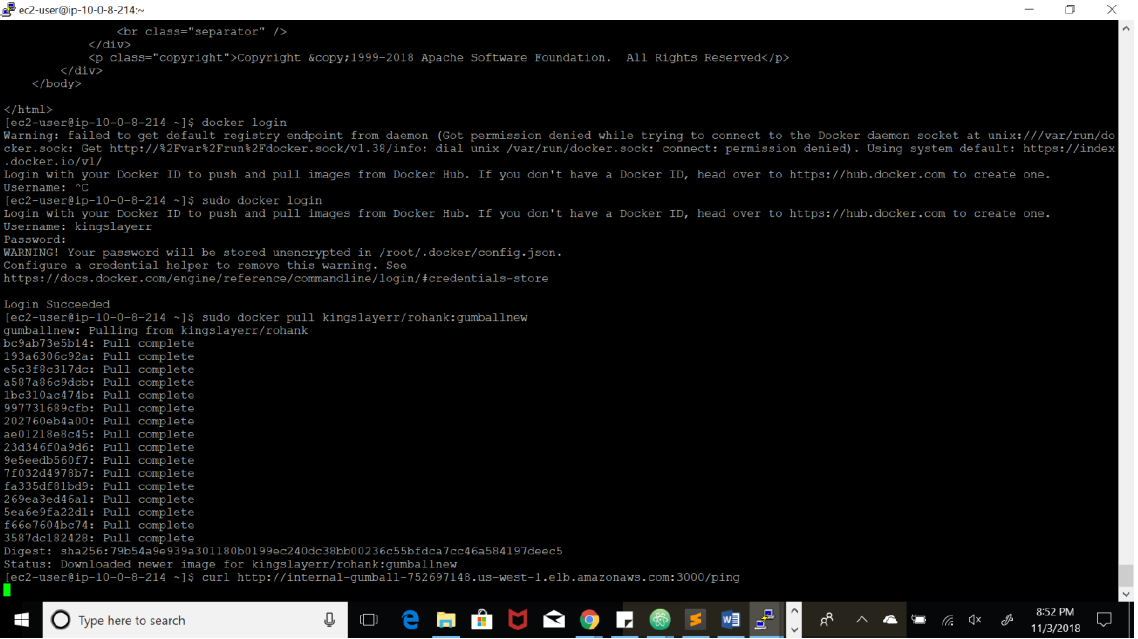 ec2-user@ip-10-0-8-214:~
<br class="separator" />
</div>
<p class="copyright">Copyright &copy;1999-2018 Apache Software Foundation.  All Rights Reserved</p>
</div>
</body>
</html>
[ec2-user@ip-10-0-8-214 ~]$ docker login
Warning: failed to get default registry endpoint from daemon (Got permission denied while trying to connect to the Docker daemon socket at unix:///var/run/do
cker.sock: Get http://%2Fvar%2Frun%2Fdocker.sock/v1.38/info: dial unix /var/run/docker.sock: connect: permission denied). Using system default: https://index
.docker.io/v1/
Login with your Docker ID to push and pull images from Docker Hub. If you don't have a Docker ID, head over to https://hub.docker.com to create one.
Username: ^C
[ec2-user@ip-10-0-8-214 ~]$ sudo docker login
Login with your Docker ID to push and pull images from Docker Hub. If you don't have a Docker ID, head over to https://hub.docker.com to create one.
Username: kingslayerr
Password:
WARNING! Your password will be stored unencrypted in /root/.docker/config.json.
Configure a credential helper to remove this warning. See
https://docs.docker.com/engine/reference/commandline/login/#credentials-store
Login Succeeded
[ec2-user@ip-10-0-8-214 ~]$ sudo docker pull kingslayerr/rohank:gumballnew
gumballnew: Pulling from kingslayerr/rohank
bc9ab73e5b14: Pull complete
193a6306c92a: Pull complete
e5c3f8c317dc: Pull complete
a587a86c9dcb: Pull complete
1bc310ac474b: Pull complete
997731689cfb: Pull complete
202760eb4a00: Pull complete
ae01218e8c45: Pull complete
23d346f0a9d6: Pull complete
9e5eedb560f7: Pull complete
7f032d4978b7: Pull complete
fa335df81bd9: Pull complete
269ea3ed46a1: Pull complete
5ea6e9fa22d1: Pull complete
f66e7604bc74: Pull complete
3587dc182428: Pull complete
Digest: sha256:79b54a9e939a301180b0199ec240dc38bb00236c55bfdca7cc46a584197deec5
Status: Downloaded newer image for kingslayerr/rohank:gumballnew
[ec2-user@ip-10-0-8-214 ~]$ curl http://internal-gumball-752697148.us-west-1.elb.amazonaws.com:3000/ping
Type here to search
8:52 PM
11/3/2018